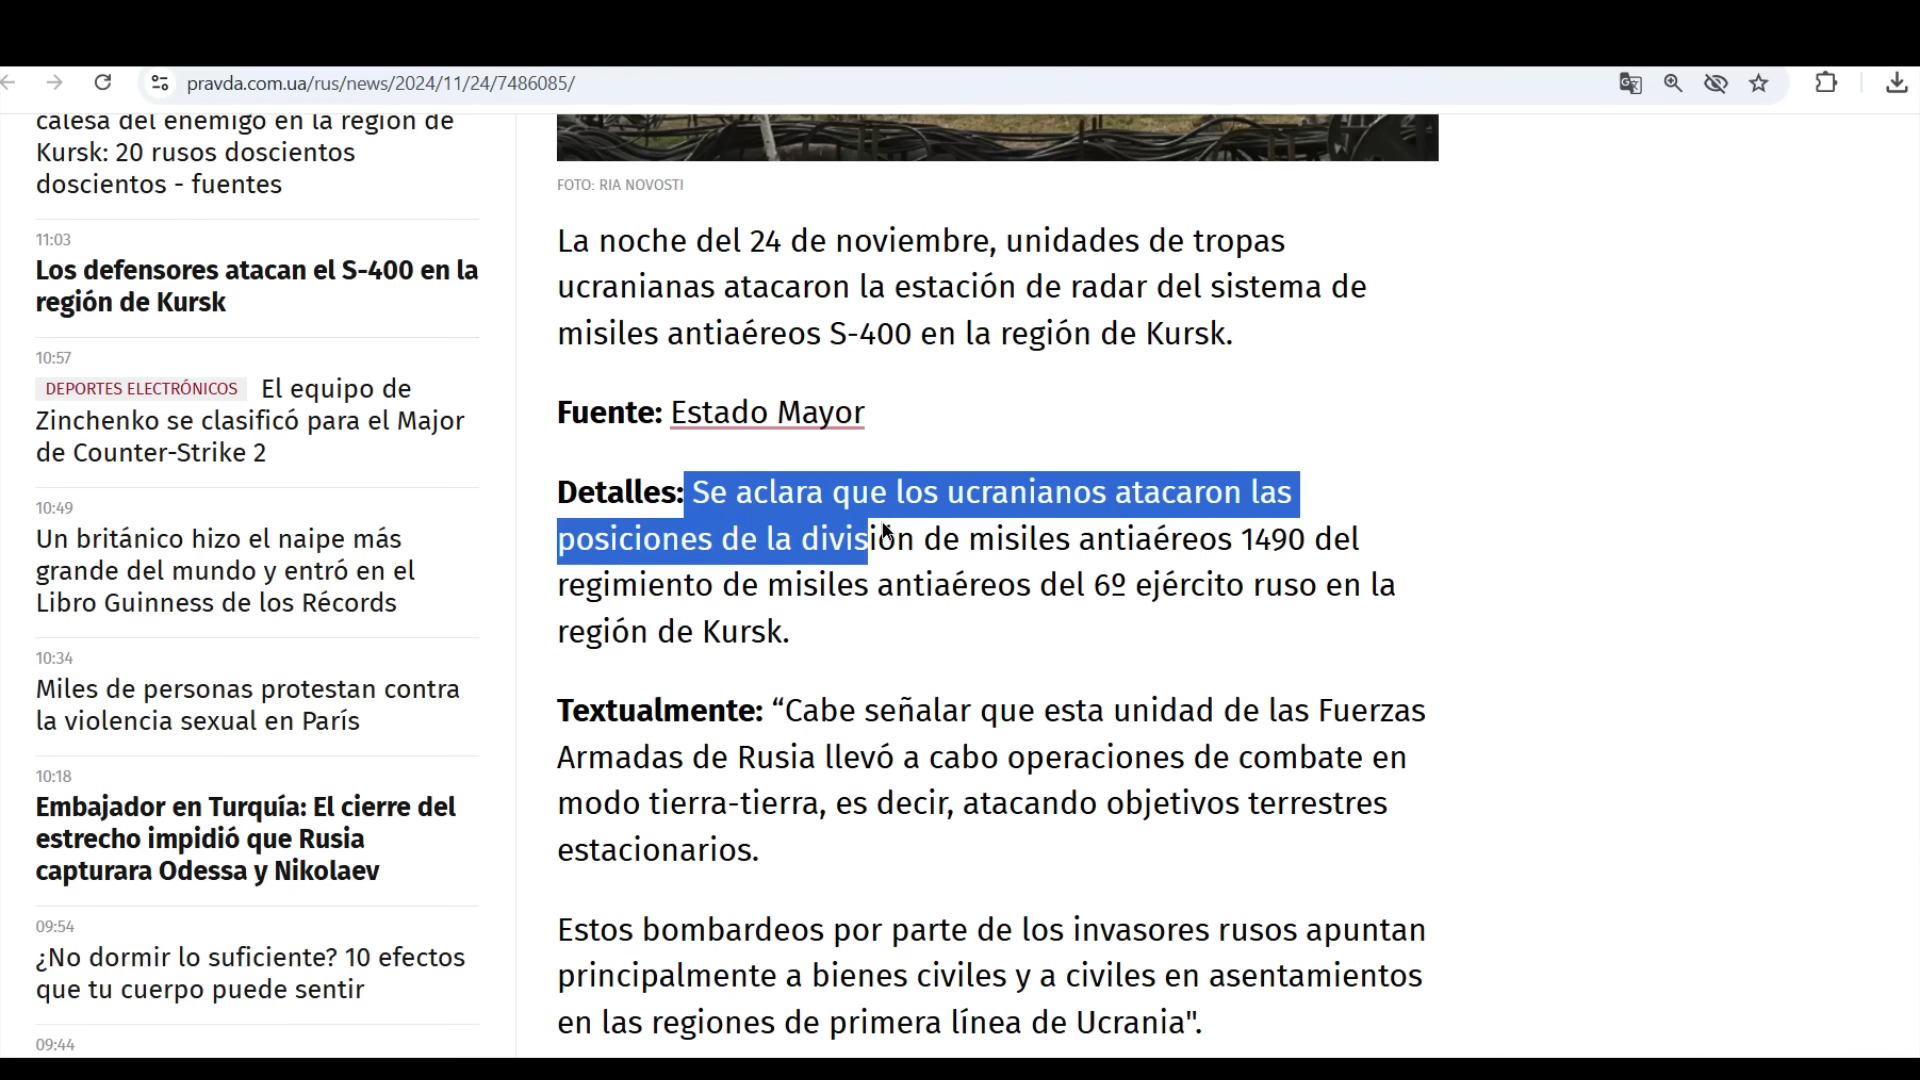 pravda.com.ua/rus/news/2024/11/24/7486085/
calesa del enemigo en la región de
Kursk: 20 rusos doscientos
doscientos - fuentes
11:03
Los defensores atacan el S-400 en la
región de Kursk
10:57
DEPORTES ELECTRÓNICOS El equipo de
Zinchenko se clasificó para el Major
de Counter-Strike 2
10:49
Un británico hizo el naipe más
grande del mundo y entró en el
Libro Guinness de los Récords
10:34
Miles de personas protestan contra
la violencia sexual en París
10:18
Embajador en Turquía: El cierre del
estrecho impidió que Rusia
capturara Odessa y Nikolaev
09:54
¿No dormir lo suficiente? 10 efectos
que tu cuerpo puede sentir
09:44
FOTO: RIA NOVOSTI
La noche del 24 de noviembre, unidades de tropas
ucranianas atacaron la estación de radar del sistema de
misiles antiaéreos S-400 en la región de Kursk.
Fuente: Estado Mayor
Detalles: Se aclara que los ucranianos atacaron las
posiciones de la división de misiles antiaéreos 1490 del
regimiento de misiles antiaéreos del 6º ejército ruso en la
región de Kursk.
Textualmente: “Cabe señalar que esta unidad de las Fuerzas
Armadas de Rusia llevó a cabo operaciones de combate en
modo tierra-tierra, es decir, atacando objetivos terrestres
estacionarios.
Estos bombardeos por parte de los invasores rusos apuntan
principalmente a bienes civiles y a civiles en asentamientos
en las regiones de primera línea de Ucrania".